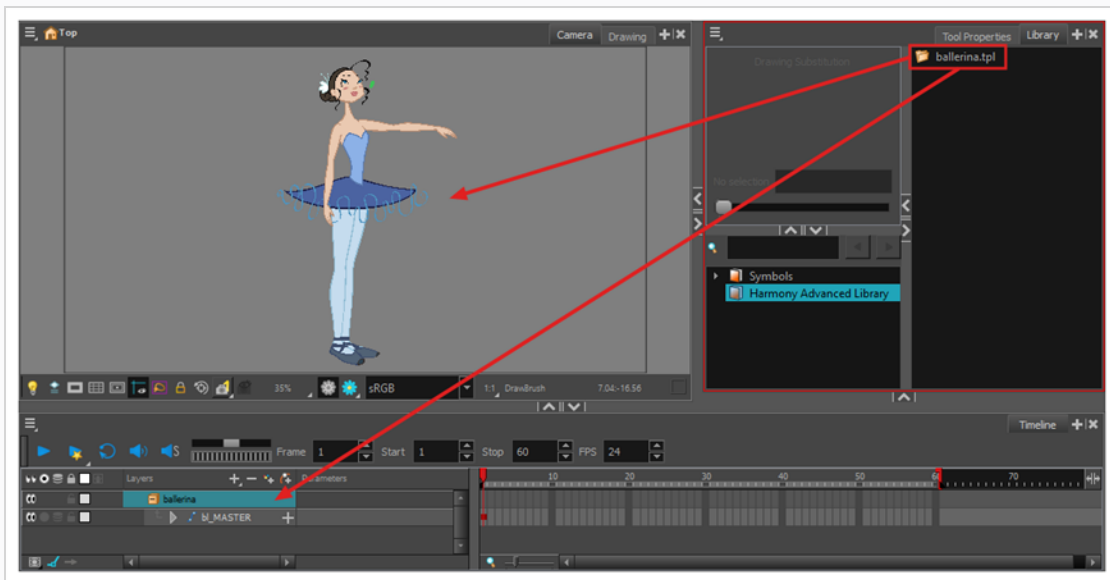 Top
Camera
Drawing
Tool Properties
Library
Drawing Substitution
ballerina.tpl
No selection
Symbols
Harmony Advanced Library
35%
sRGB
1:1
DrawBrush
7.04:-16.56
Timeline
S
Frame 1 Start 1 Stop 60 FPS 24
Layers
Parameters
10 20 30 40 50 60 70
ballerina
bl_MASTER